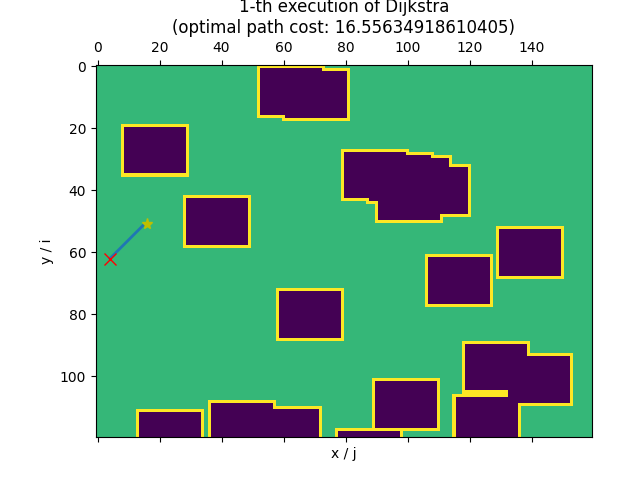 1-th execution of Dijkstra
(optimal path cost: 16.55634918610405)
0 20 40 60 80 100 120 140
0
20
40
60
80
100
y / i
x / j